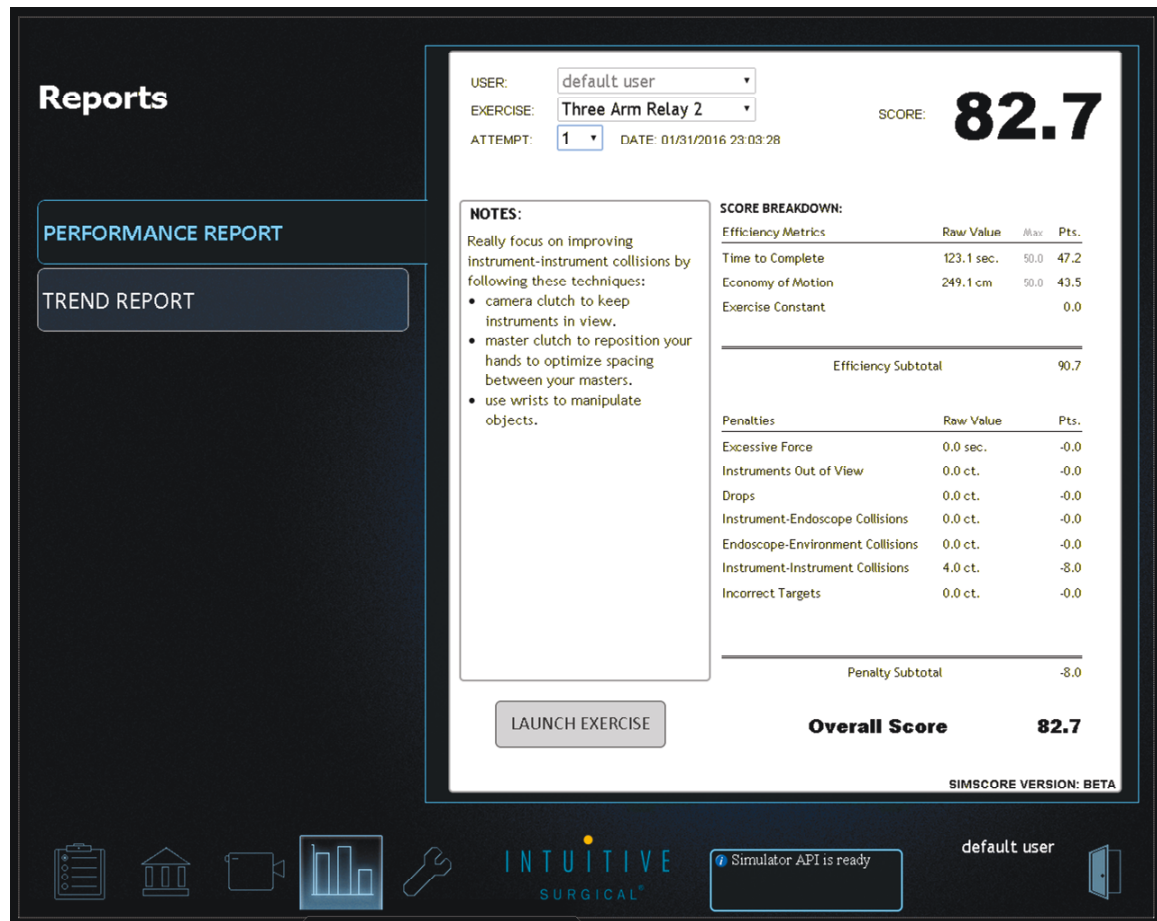 Reports
PERFORMANCE REPORT
TREND REPORT
USER: default user
EXERCISE: Three Arm Relay 2
ATTEMPT: 1 DATE: 01/31/2016 23:03:28
SCORE: 82.7
NOTES:
Really focus on improving
instrument-instrument collisions by
following these techniques:
• camera clutch to keep
instruments in view.
• master clutch to reposition your
hands to optimize spacing
between your masters.
• use wrists to manipulate
objects.
LAUNCH EXERCISE
SCORE BREAKDOWN:
Efficiency Metrics Raw Value Max Pts.
Time to Complete 123.1 sec. 50.0 47.2
Economy of Motion 249.1 cm 50.0 43.5
Exercise Constant 0.0
Efficiency Subtotal 90.7
Penalties Raw Value Pts.
Excessive Force 0.0 sec. -0.0
Instruments Out of View 0.0 ct. -0.0
Drops 0.0 ct. -0.0
Instrument-Endoscope Collisions 0.0 ct. -0.0
Endoscope-Environment Collisions 0.0 ct. -0.0
Instrument-Instrument Collisions 4.0 ct. -8.0
Incorrect Targets 0.0 ct. -0.0
Penalty Subtotal -8.0
Overall Score 82.7
SIMSCORE VERSION: BETA
INTUITIVE
SURGICAL®
Simulator API is ready
default user